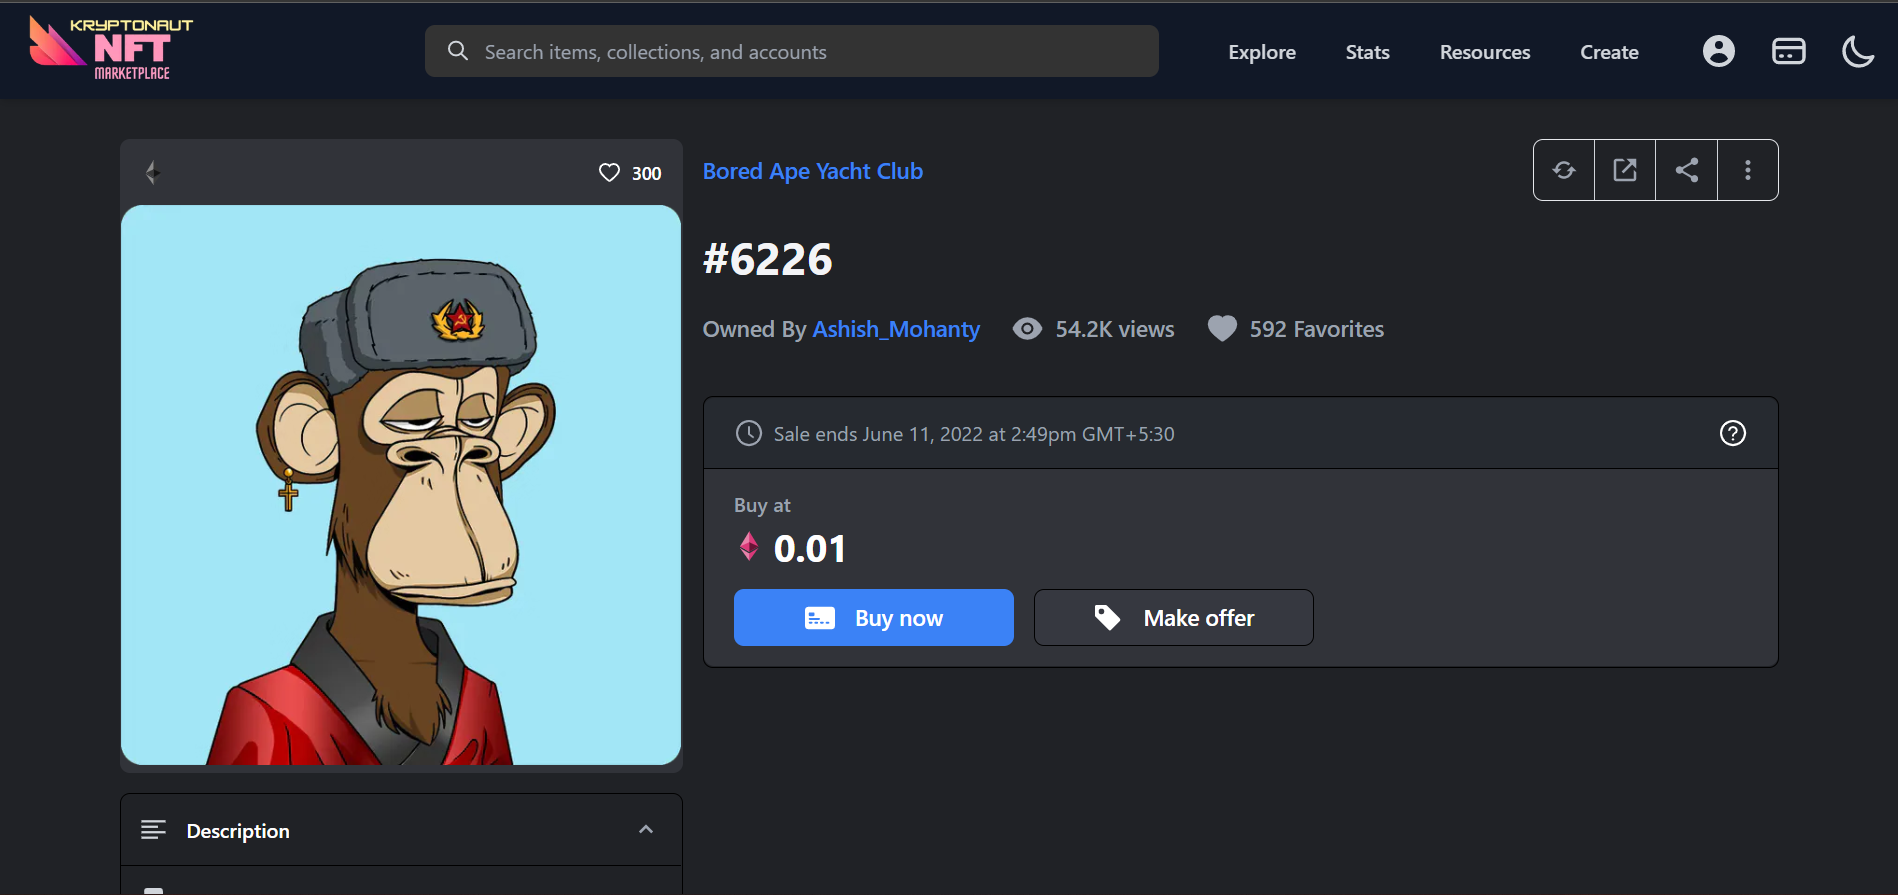 KRYPTONAUT
NFT
MARKETPLACE
Search items, collections, and accounts
Explore
Stats
Resources
Create
300
Bored Ape Yacht Club
#6226
Owned By Ashish_Mohanty
54.2K views
592 Favorites
Sale ends June 11, 2022 at 2:49pm GMT+5:30
Buy at
0.01
Buy now
Make offer
Description